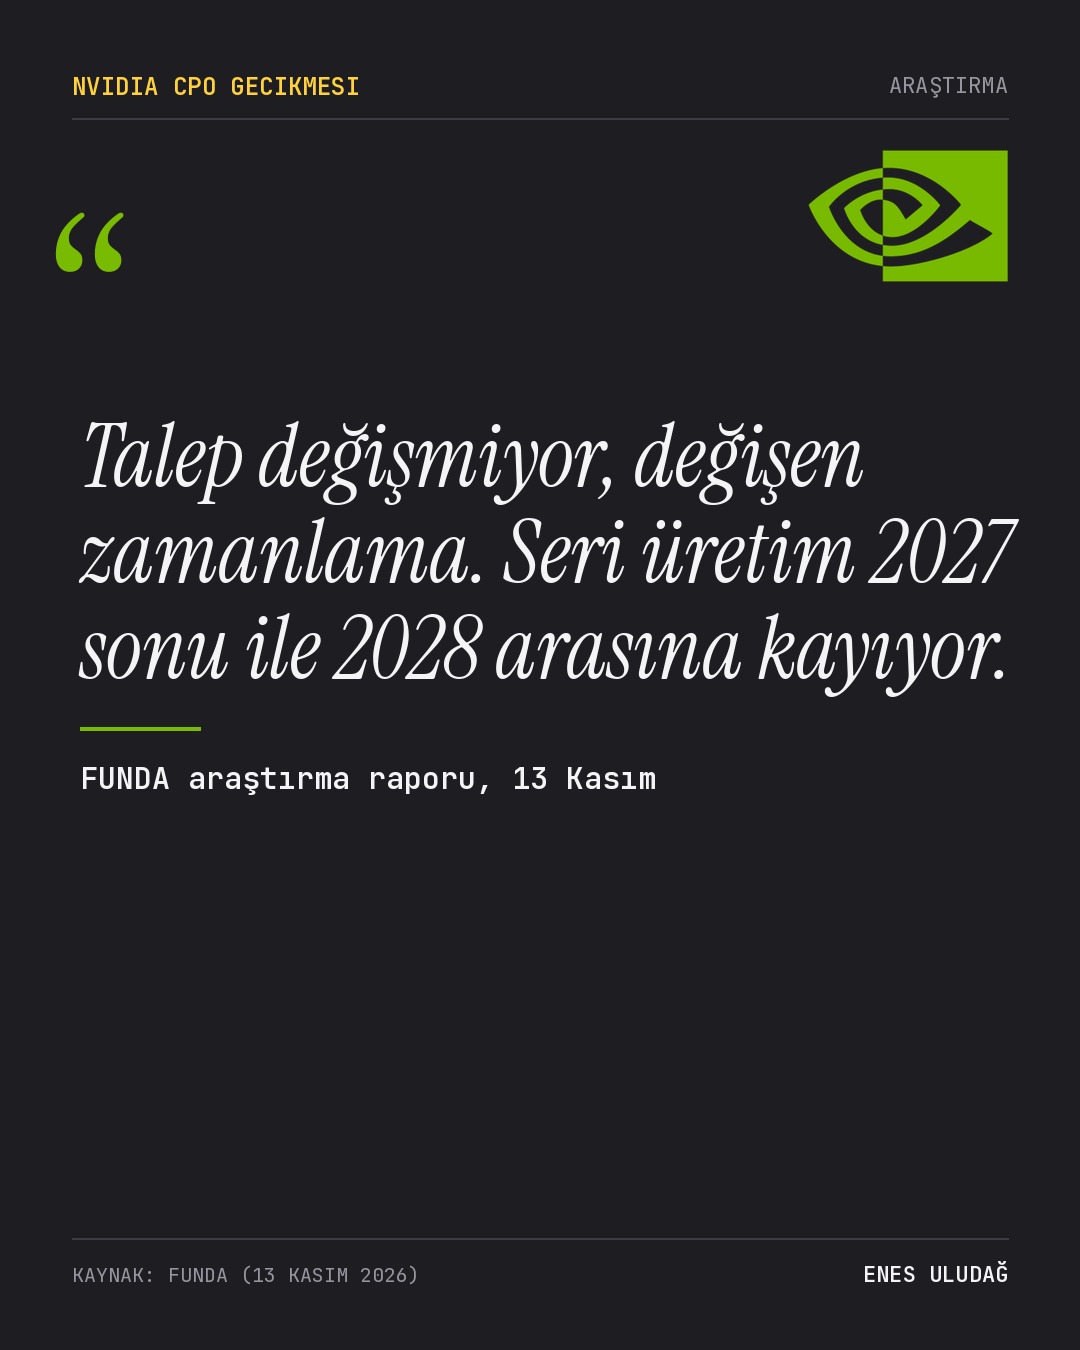 NVIDIA CPO GECIKMESI
ARAŞTIRMA
“
Talep değişmiyor, değişen
zamanlama. Seri üretim 2027
sonu ile 2028 arasına kayıyor.
FUNDA araştırma raporu, 13 Kasım
KAYNAK: FUNDA (13 KASIM 2026)
ENES ULUDAĞ